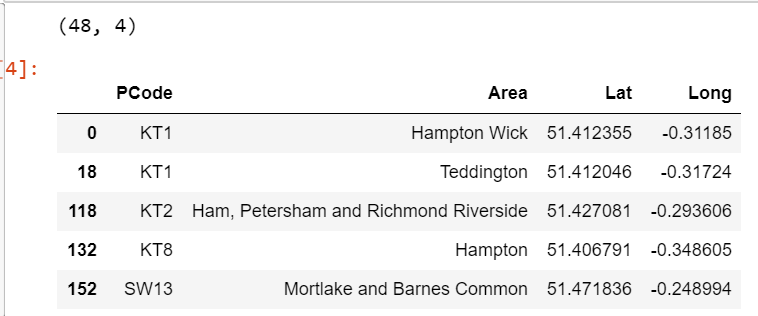 (48, 4)
[4]:
PCode Area Lat Long
0 KT1 Hampton Wick 51.412355 -0.31185
18 KT1 Teddington 51.412046 -0.31724
118 KT2 Ham, Petersham and Richmond Riverside 51.427081 -0.293606
132 KT8 Hampton 51.406791 -0.348605
152 SW13 Mortlake and Barnes Common 51.471836 -0.248994